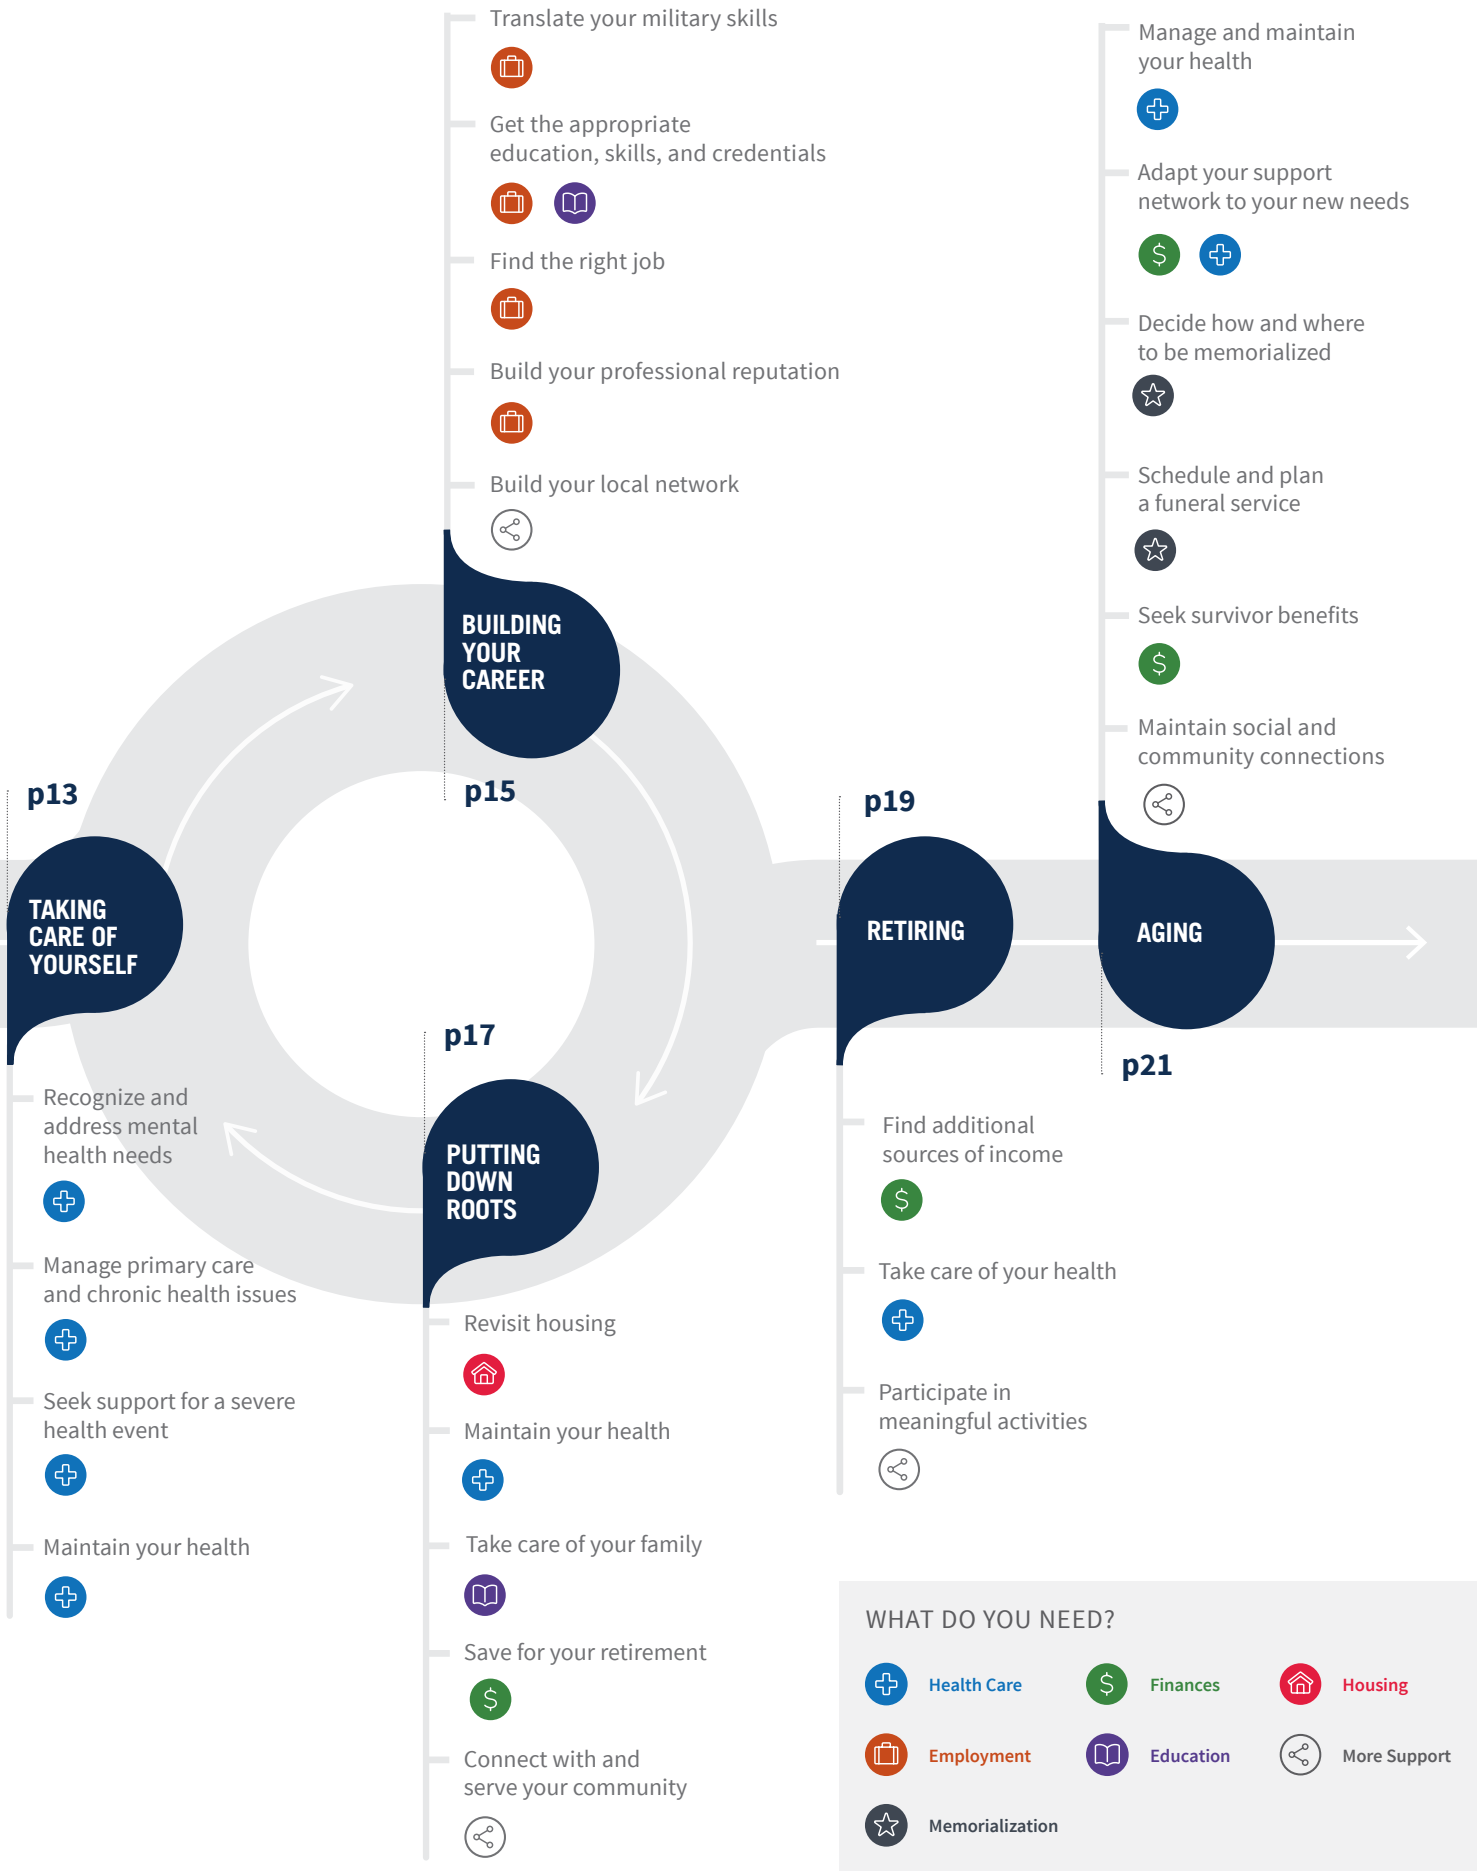 Translate your military skills
Get the appropriate
education, skills, and credentials
Find the right job
Build your professional reputation
Build your local network
BUILDING
YOUR
CAREER
p15
Manage and maintain
your health
Adapt your support
network to your new needs
Decide how and where
to be memorialized
Schedule and plan
a funeral service
Seek survivor benefits
Maintain social and
community connections
AGING
p21
p13
TAKING
CARE OF
YOURSELF
Recognize and
address mental
health needs
Manage primary care
and chronic health issues
Seek support for a severe
health event
Maintain your health
p17
PUTTING
DOWN
ROOTS
Revisit housing
Maintain your health
Take care of your family
Save for your retirement
Connect with and
serve your community
p19
RETIRING
Find additional
sources of income
Take care of your health
Participate in
meaningful activities
WHAT DO YOU NEED?
Health Care
Finances
Housing
Employment
Education
More Support
Memorialization